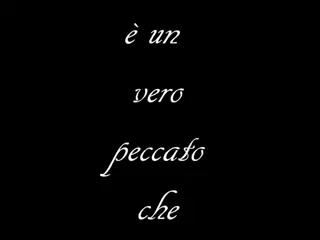 è un
vero
peccato
che